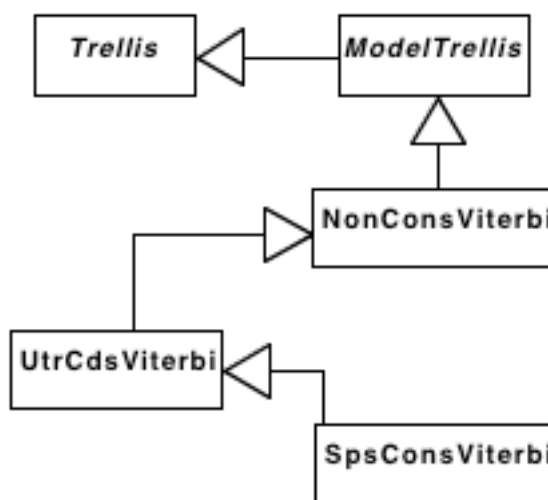 Trellis
ModelTrellis
NonConsViterbi
UtrCdsViterbi
SpsConsViterbi